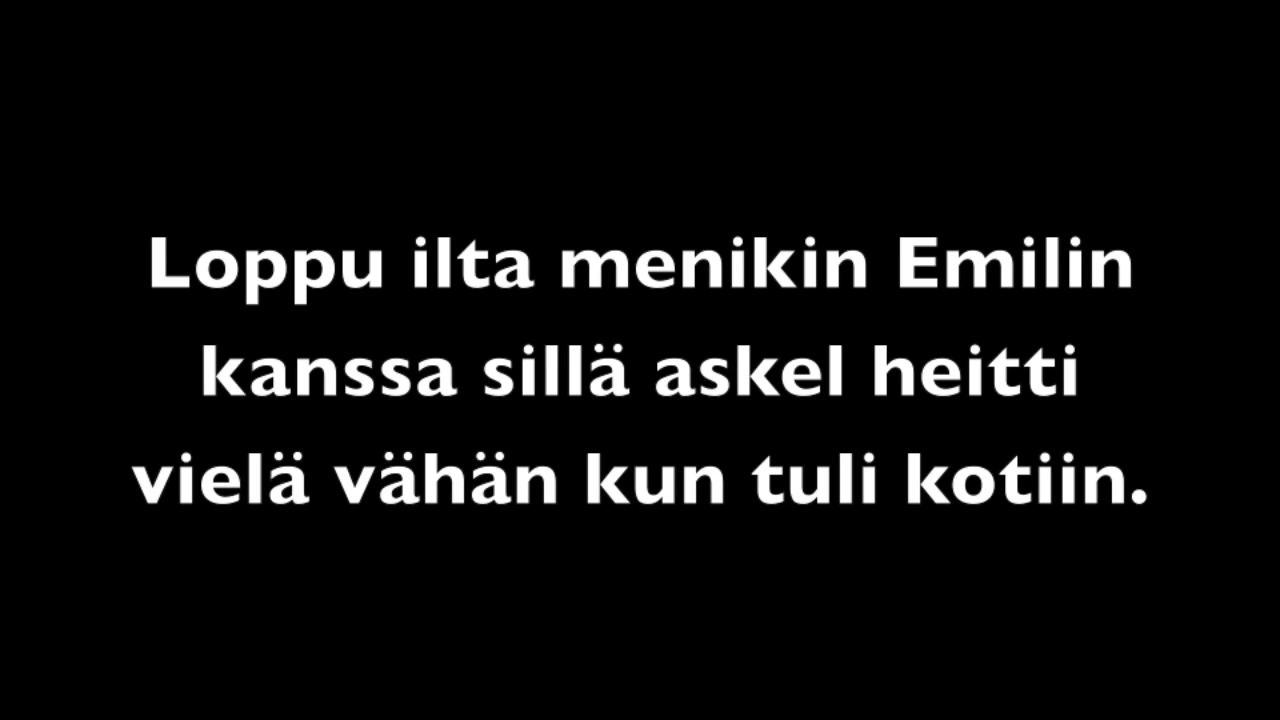 Loppu ilta menikin Emilin
kanssa sillä askel heitti
vielä vähän kun tuli kotiin.